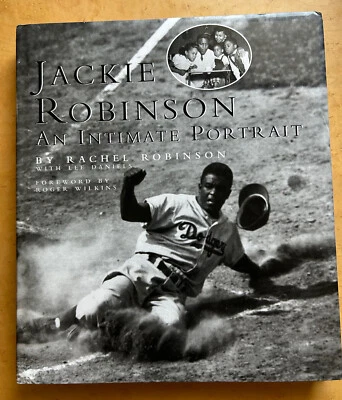 JACKIE
ROBINSON
AN INTIMATE PORTRAIT
BY RACHEL ROBINSON
WITH LEE DANIELS
FOREWORD BY
ROGER WILKINS
Dodgers